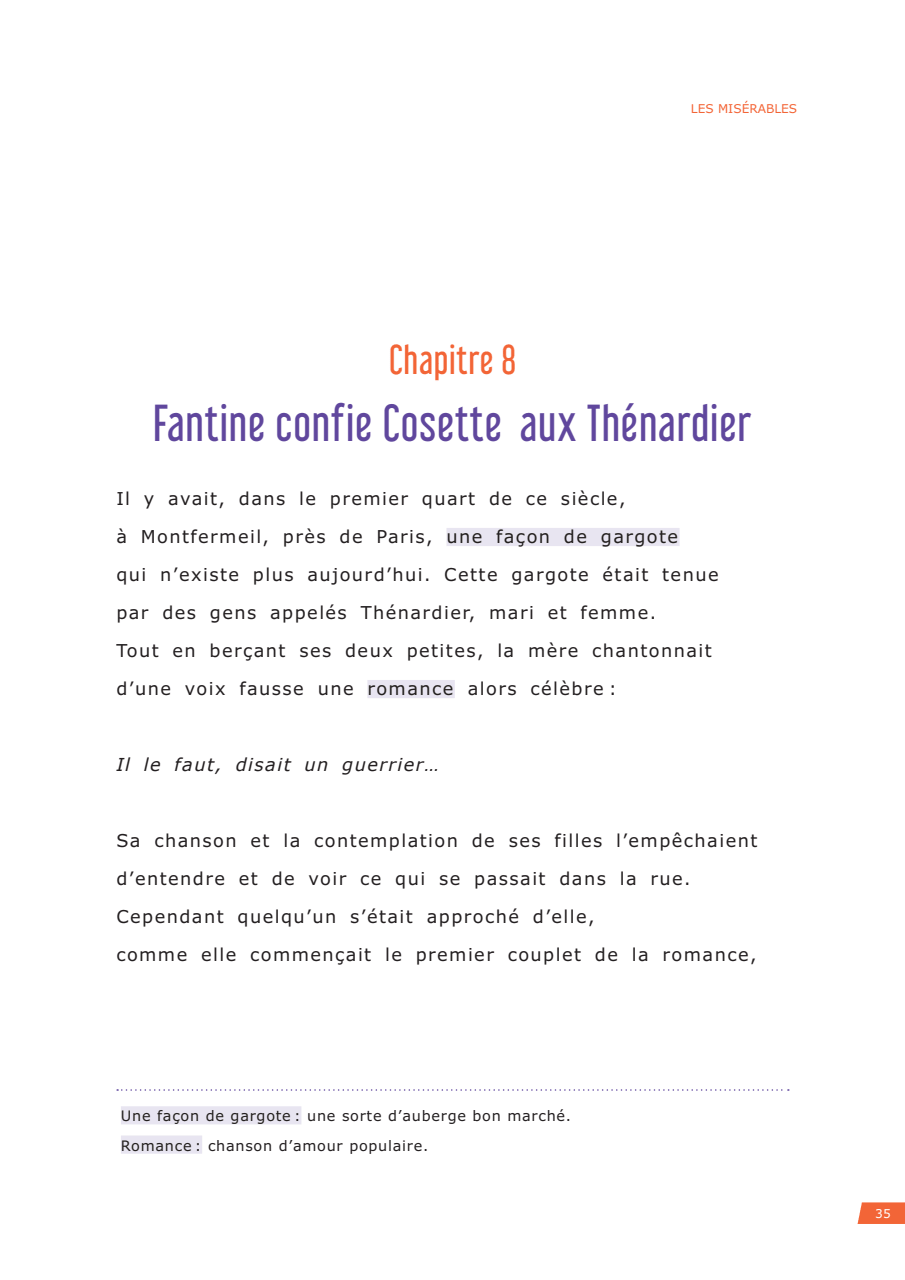 LES MISÉRABLES
Chapitre 8
Fantine confie Cosette aux Thénardier
Il y avait, dans le premier quart de ce siècle,
à Montfermeil, près de Paris, une façon de gargote
qui n’existe plus aujourd’hui. Cette gargote était tenue
par des gens appelés Thénardier, mari et femme.
Tout en berçant ses deux petites, la mère chantonnait
d’une voix fausse une romance alors célèbre :
Il le faut, disait un guerrier…
Sa chanson et la contemplation de ses filles l’empêchaient
d’entendre et de voir ce qui se passait dans la rue.
Cependant quelqu’un s’était approché d’elle,
comme elle commençait le premier couplet de la romance,
Une façon de gargote : une sorte d’auberge bon marché.
Romance : chanson d’amour populaire.
35